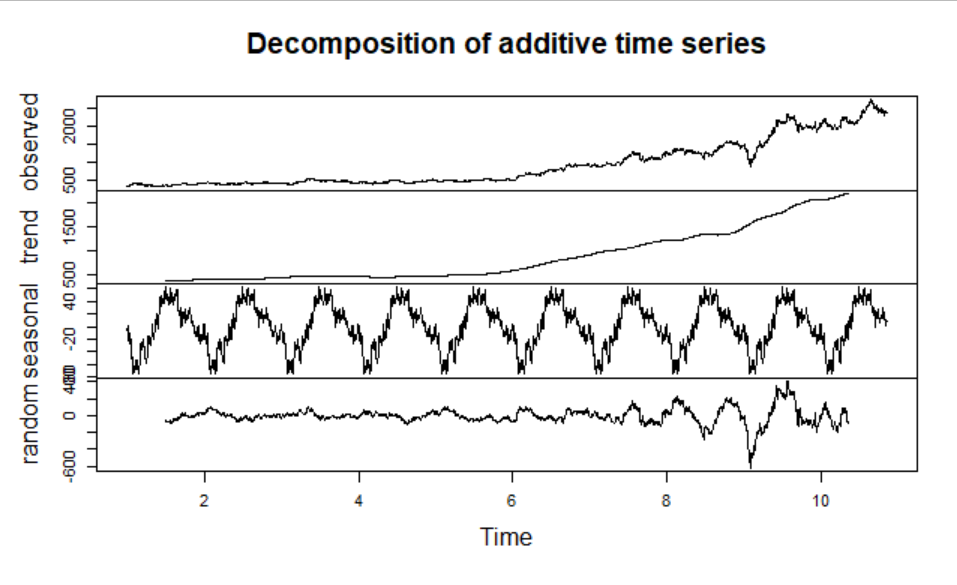 Decomposition of additive time series
observed
500 2000
trend
500 1500
seasonal
-20 40
random
-600 0 400
2 4 6 8 10
Time